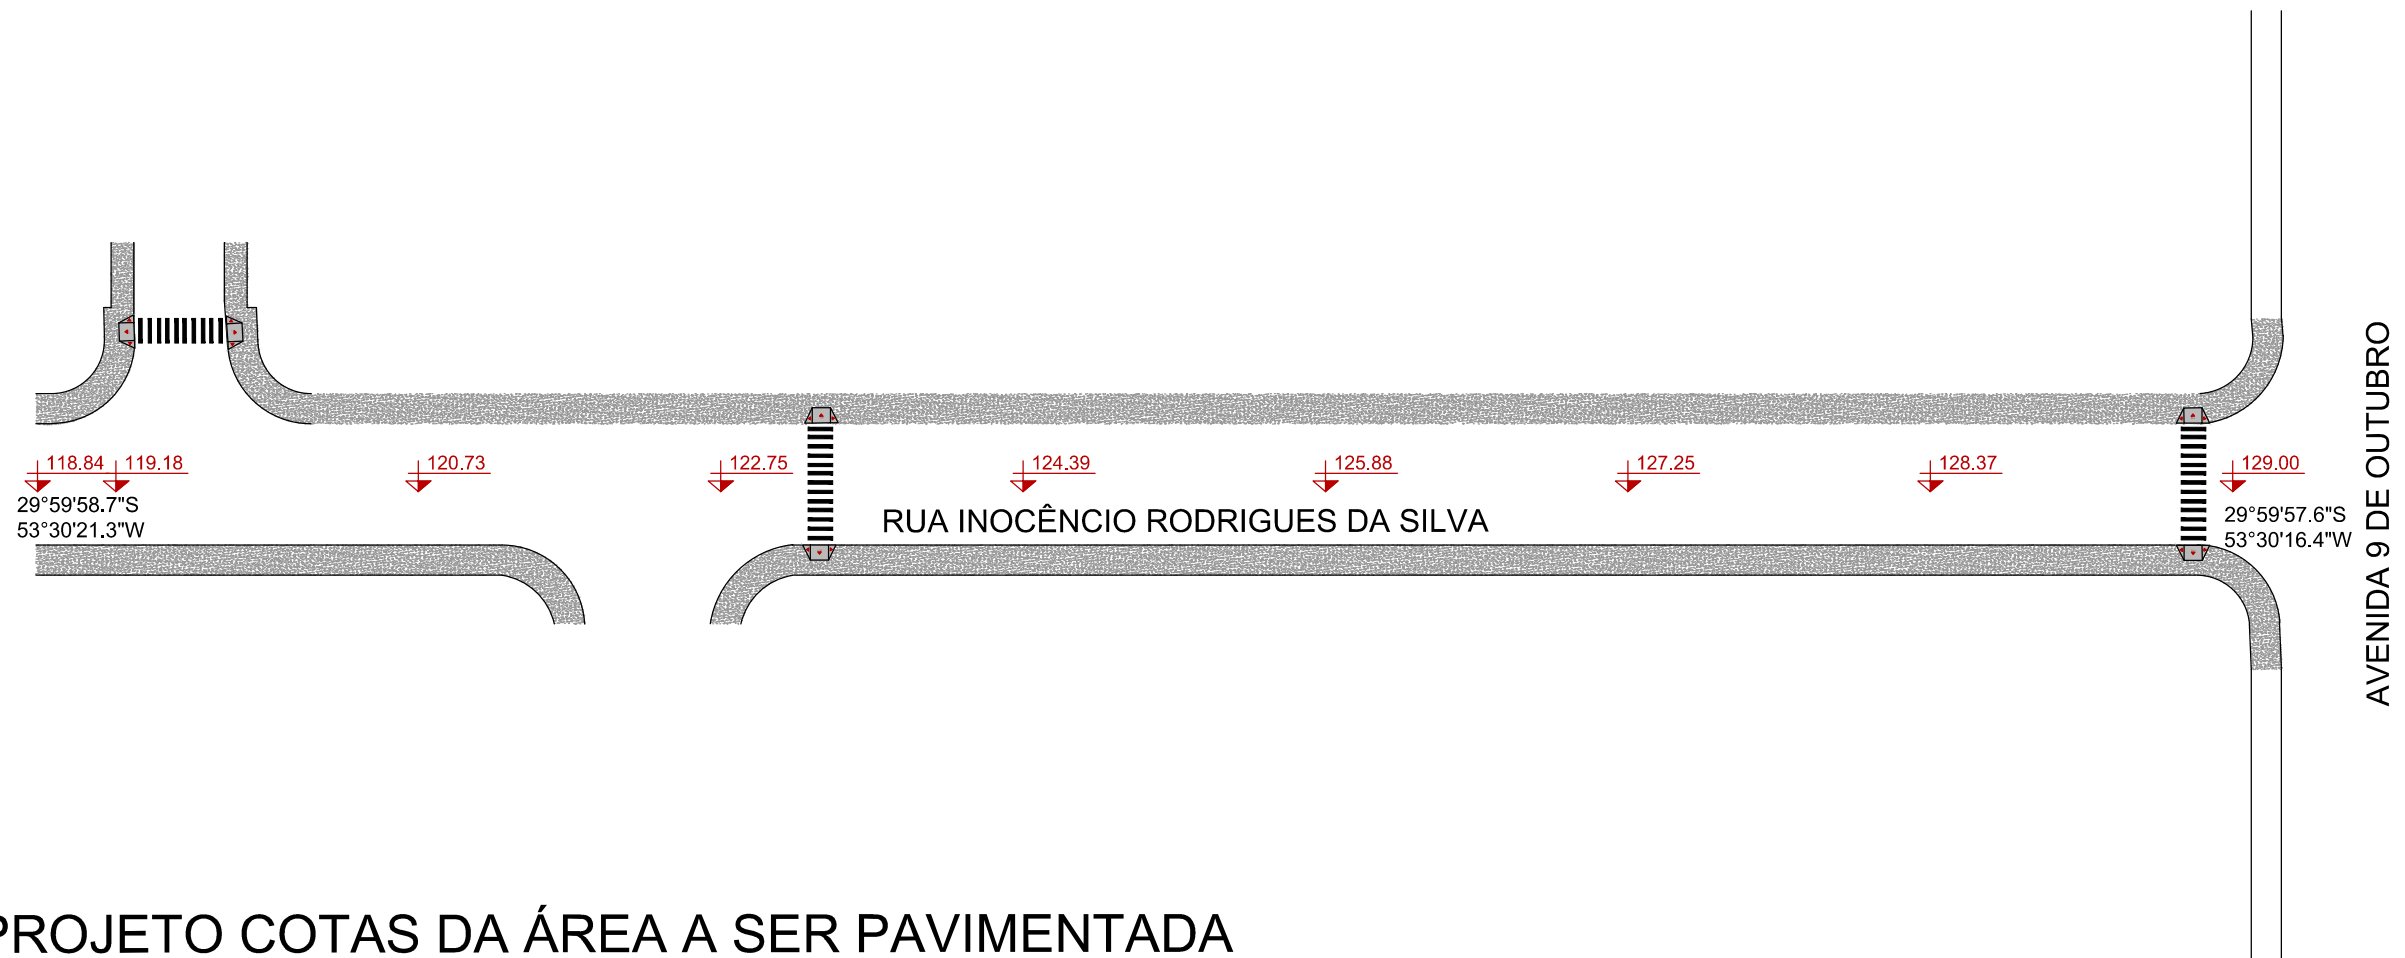 118.84
119.18
120.73
122.75
124.39
125.88
127.25
128.37
129.00
29°59'58.7"S
53°30'21.3"W
RUA INOCÊNCIO RODRIGUES DA SILVA
29°59'57.6"S
53°30'16.4"W
AVENIDA 9 DE OUTUBRO
PROJETO COTAS DA ÁREA A SER PAVIMENTADA